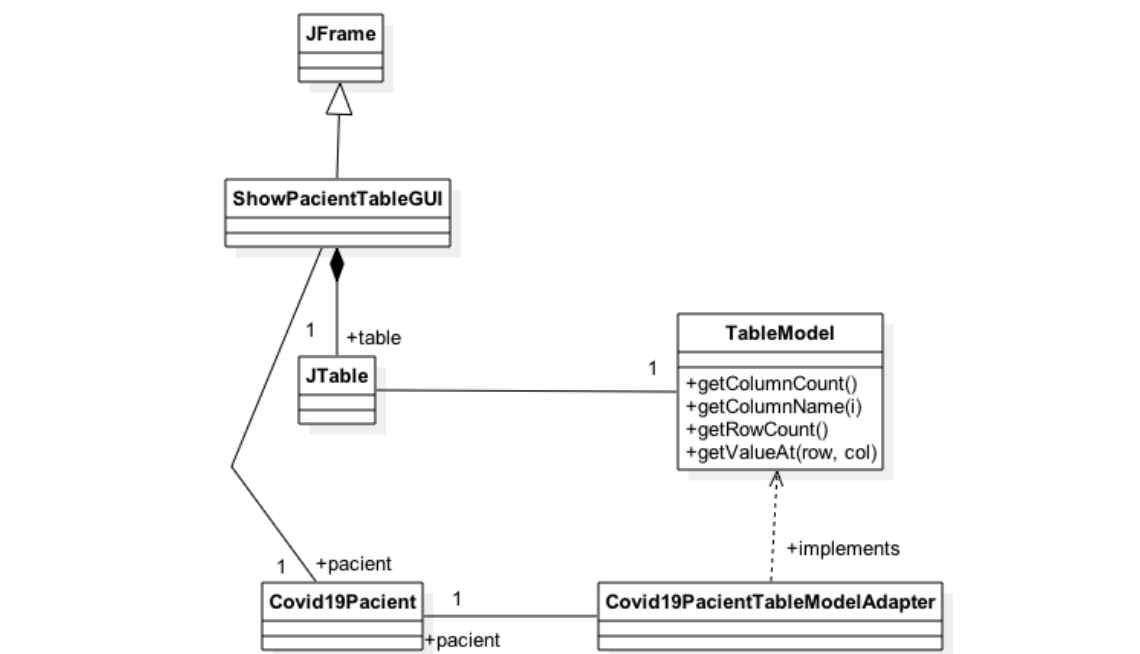 JFrame
ShowPacientTableGUI
1
+table
JTable
1
TableModel
+getColumnCount()
+getColumnName(i)
+getRowCount()
+getValueAt(row, col)
+implements
1
+pacient
Covid19Pacient
1
+pacient
Covid19PacientTableModelAdapter